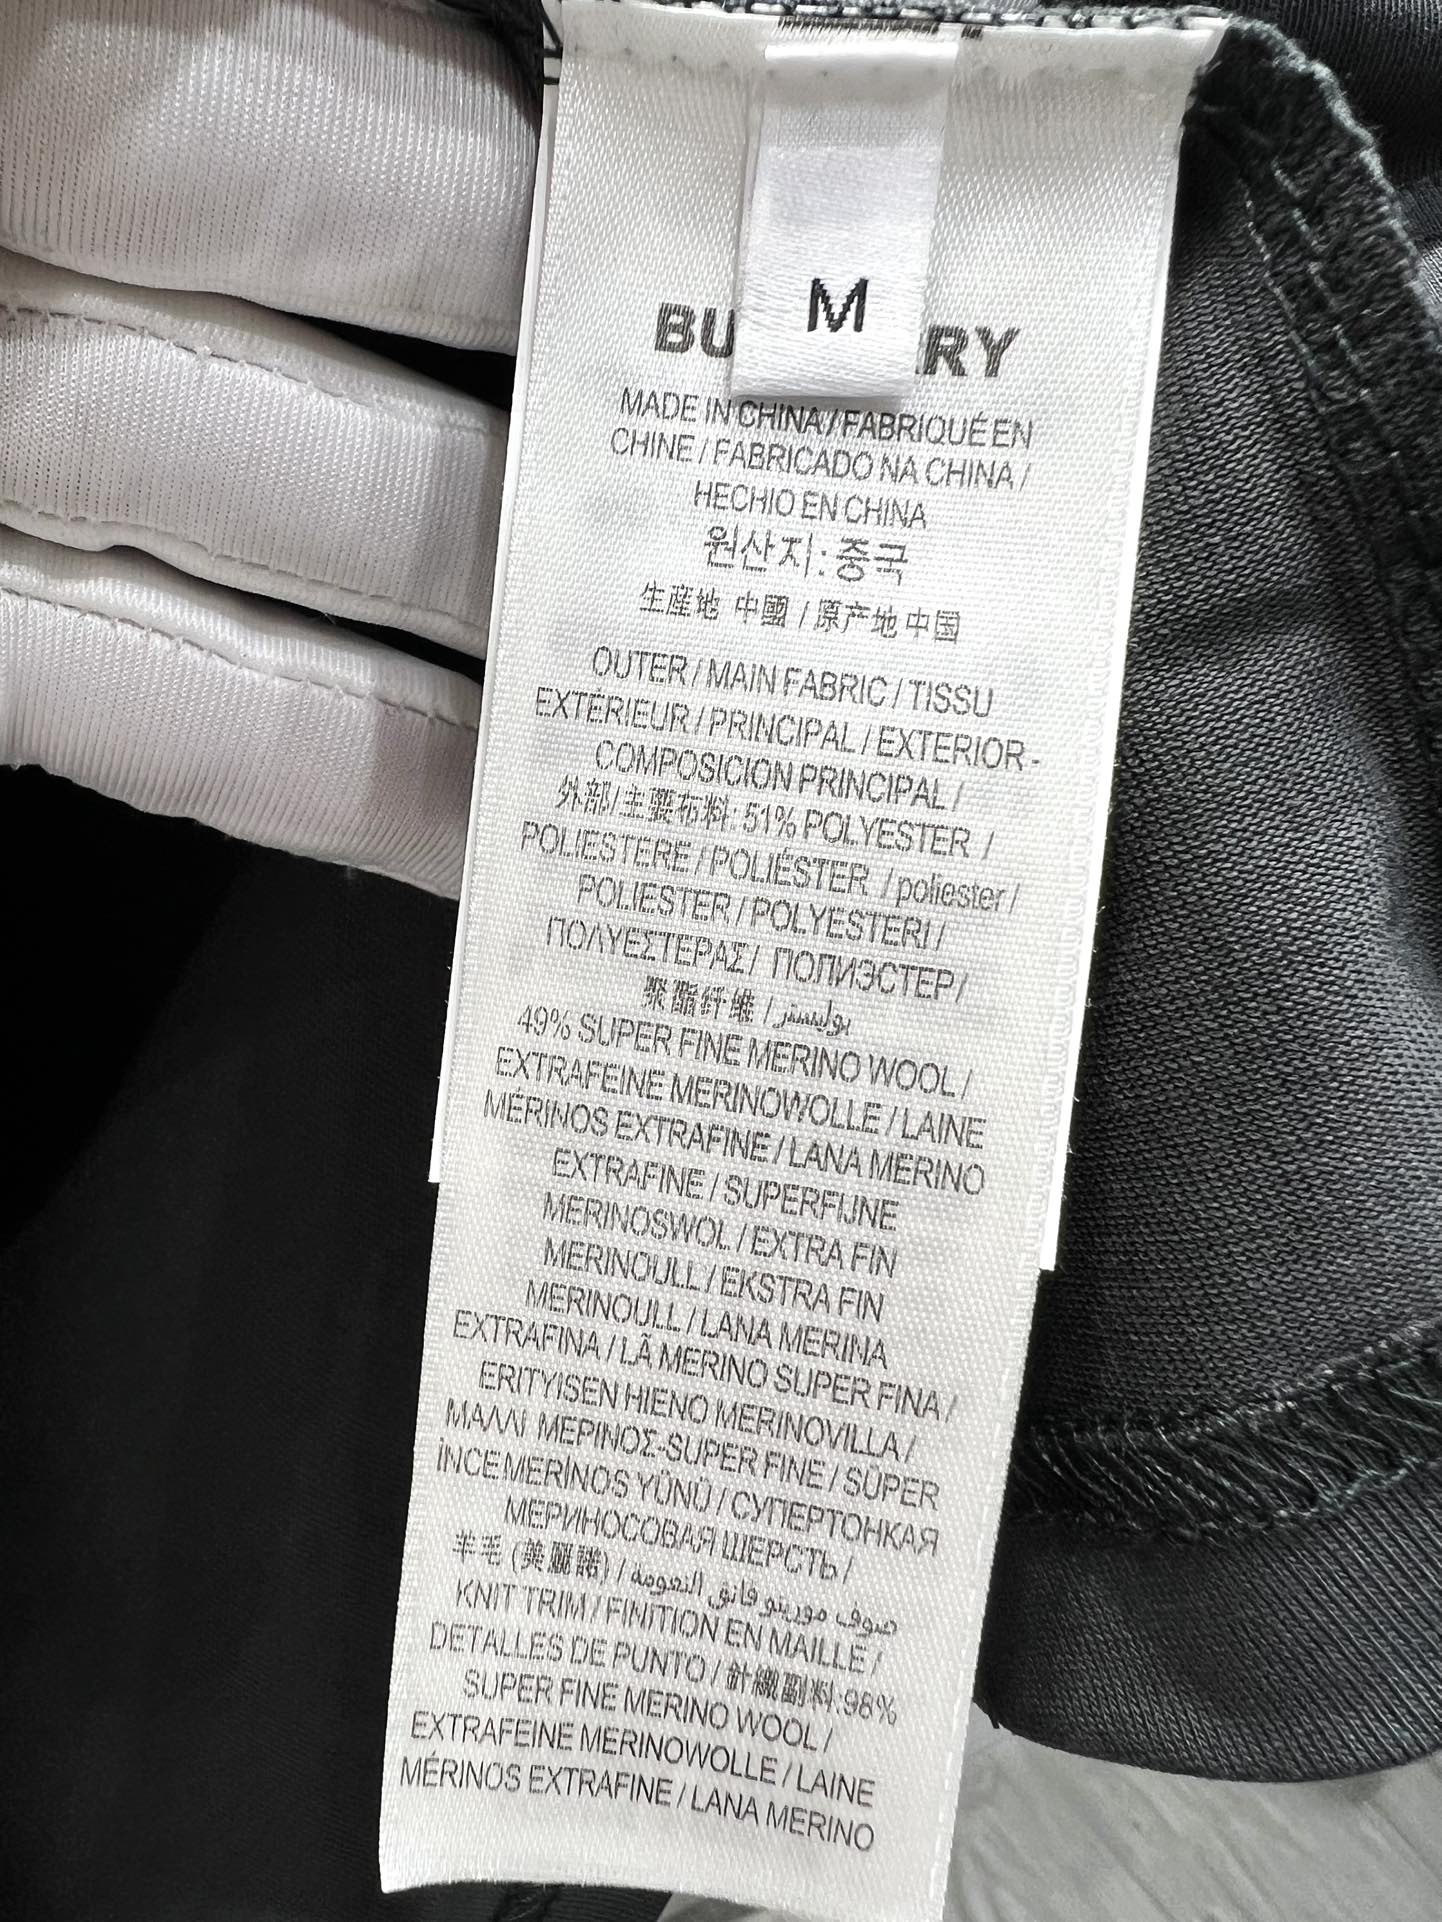 M
BU RY
MADE IN CHINA / FABRIQUÉ EN
CHINE / FABRICADO NA CHINA /
HECHIO EN CHINA
원산지: 중국
生産地 中國 / 原产地 中国
OUTER / MAIN FABRIC / TISSU
EXTÉRIEUR / PRINCIPAL / EXTERIOR -
COMPOSICION PRINCIPAL /
外部/主要布料: 51% POLYESTER /
POLIESTERE / POLIÉSTER / poliester /
POLIESTER / POLYESTERI /
ΠΟΛΥΕΣΤΕΡΑΣ / ПОЛИЭСТЕР /
聚酯纤维 / بوليستر
49% SUPER FINE MERINO WOOL /
EXTRAFEINE MERINOWOLLE / LAINE
MÉRINOS EXTRAFINE / LANA MERINO
EXTRAFINE / SUPERFIJNE
MERINOSWOL / EXTRA FIN
MERINOULL / EKSTRA FIN
MERINOULL / LANA MERINA
EXTRAFINA / LÃ MERINO SUPER FINA /
ERITYISEN HIENO MERINOVILLA /
ΜΑΛΛΙ ΜΕΡΙΝΟΣ-SUPER FINE / SÜPER
İNCE MERİNOS YÜNÜ / СУПЕРТОНКАЯ
МЕРИНОСОВАЯ ШЕРСТЬ /
羊毛 (美麗諾) / صوف مورينو فائق النعومة
KNIT TRIM / FINITION EN MAILLE /
DETALLES DE PUNTO / 針織副料:98%
SUPER FINE MERINO WOOL /
EXTRAFEINE MERINOWOLLE / LAINE
MÉRINOS EXTRAFINE / LANA MERINO